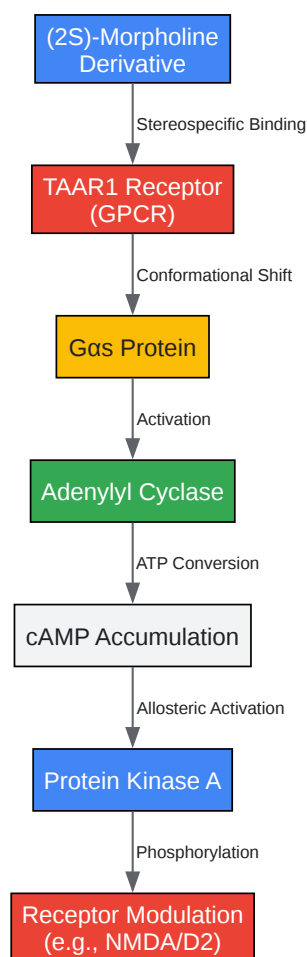 (2S)-Morpholine
Derivative
Stereospecific Binding
TAAR1 Receptor
(GPCR)
Conformational Shift
Gαs Protein
Activation
Adenylyl Cyclase
ATP Conversion
cAMP Accumulation
Allosteric Activation
Protein Kinase A
Phosphorylation
Receptor Modulation
(e.g., NMDA/D2)